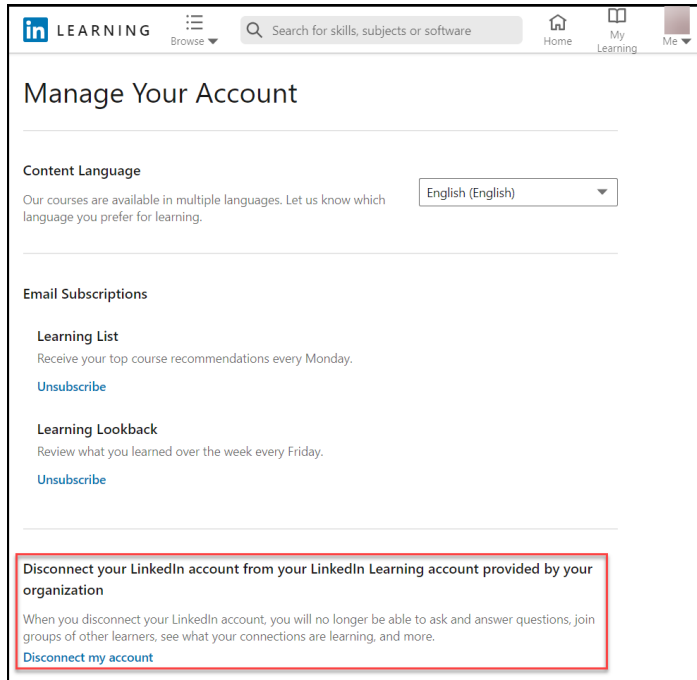 in LEARNING
Browse
Search for skills, subjects or software
Home
My
Learning
Me
Manage Your Account
Content Language
Our courses are available in multiple languages. Let us know which
language you prefer for learning.
English (English)
Email Subscriptions
Learning List
Receive your top course recommendations every Monday.
Unsubscribe
Learning Lookback
Review what you learned over the week every Friday.
Unsubscribe
Disconnect your LinkedIn account from your LinkedIn Learning account provided by your
organization
When you disconnect your LinkedIn account, you will no longer be able to ask and answer questions, join
groups of other learners, see what your connections are learning, and more.
Disconnect my account